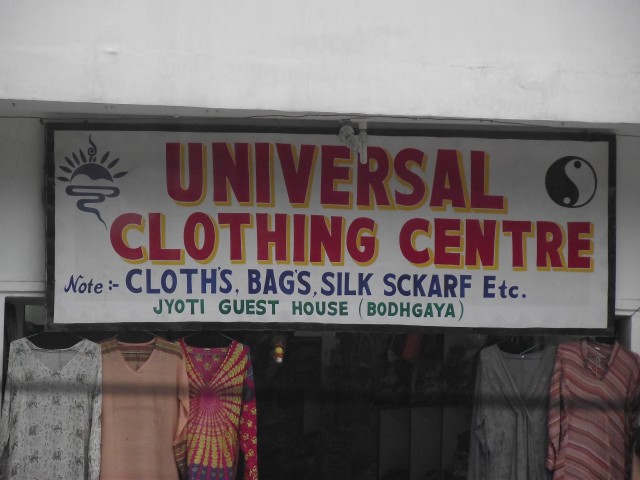 UNIVERSAL
CLOTHING CENTRE
Note :- CLOTH'S, BAG'S, SILK SCKARF Etc.
JYOTI GUEST HOUSE (BODHGAYA)